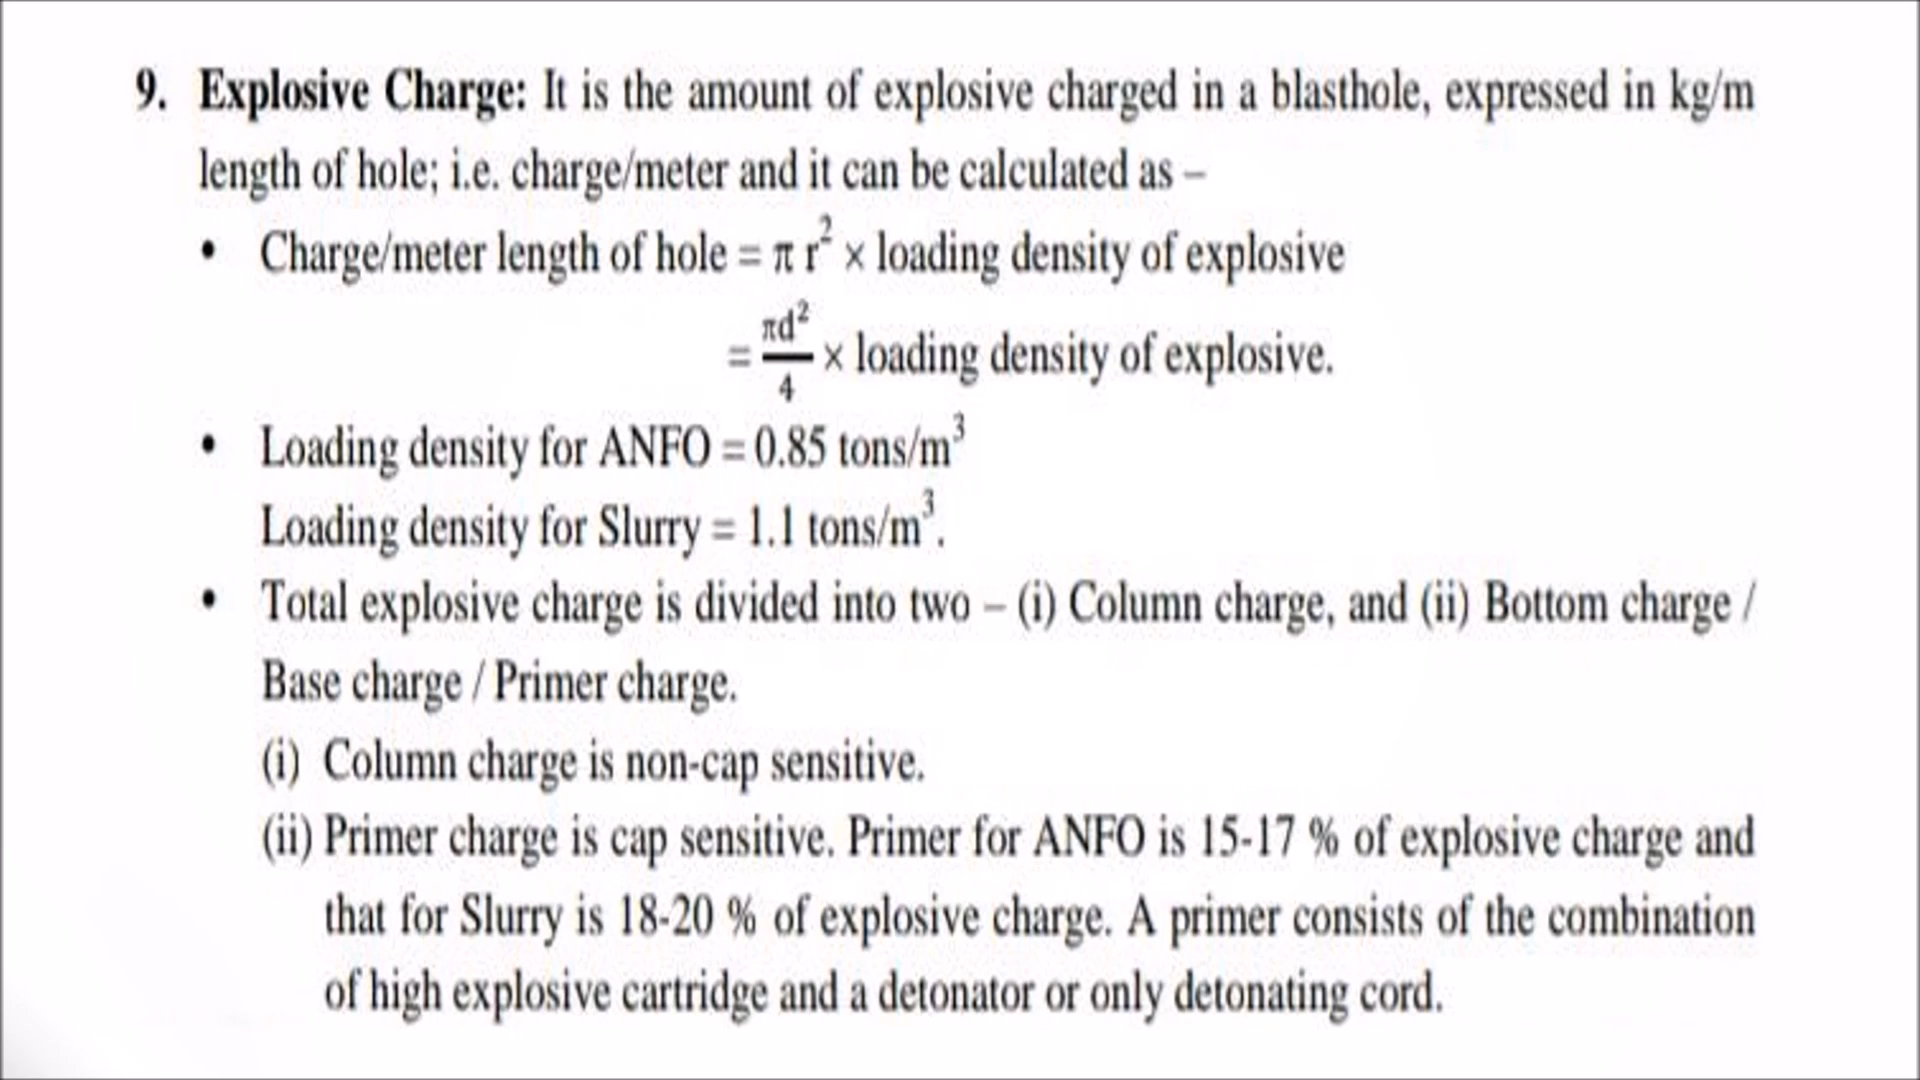 9. Explosive Charge: It is the amount of explosive charged in a blasthole, expressed in kg/m
length of hole; i.e. charge/meter and it can be calculated as –
• Charge/meter length of hole = π r² × loading density of explosive
= πd²/4 × loading density of explosive.
• Loading density for ANFO = 0.85 tons/m³
Loading density for Slurry = 1.1 tons/m³.
• Total explosive charge is divided into two – (i) Column charge, and (ii) Bottom charge /
Base charge / Primer charge.
(i) Column charge is non-cap sensitive.
(ii) Primer charge is cap sensitive. Primer for ANFO is 15-17 % of explosive charge and
that for Slurry is 18-20 % of explosive charge. A primer consists of the combination
of high explosive cartridge and a detonator or only detonating cord.